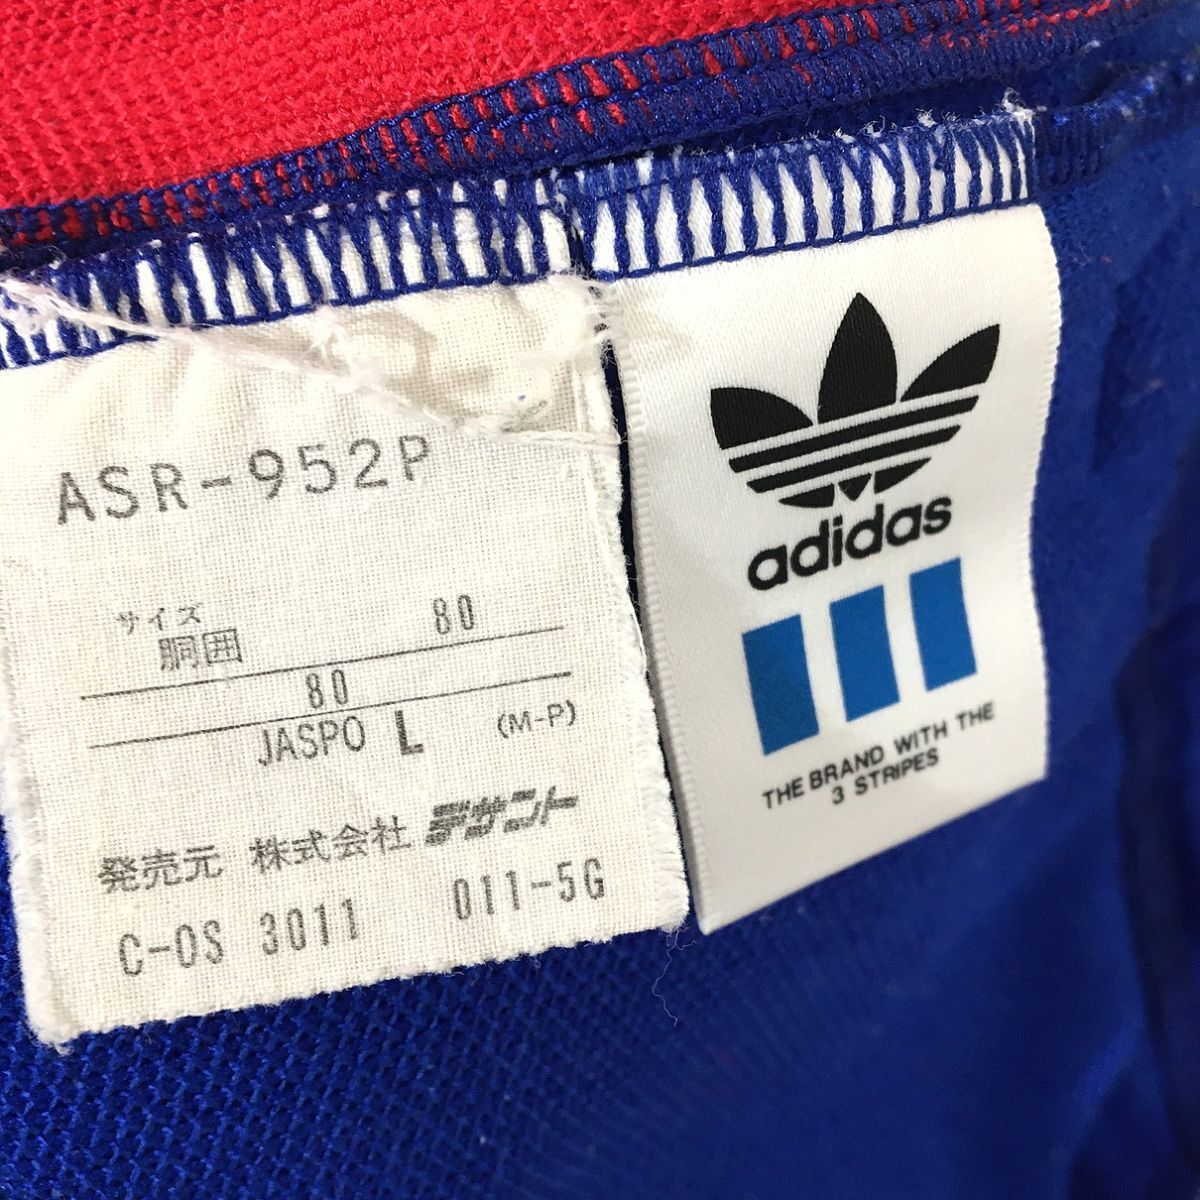 ASR-952P
サイズ
胴囲 80
80
JASPO L (M-P)
発売元 株式会社 デサント
C-OS 3011 011-5G
adidas
THE BRAND WITH THE
3 STRIPES